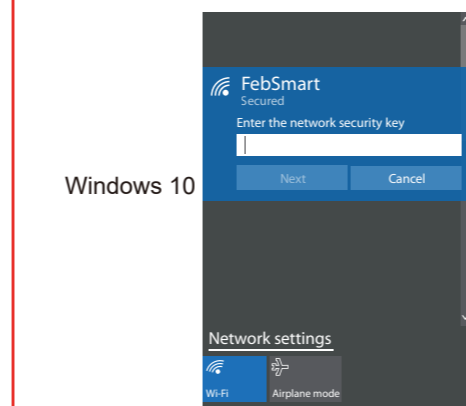 FebSmart
Secured
Enter the network security key
Windows 10
Next Cancel
Network settings
Wi-Fi Airplane mode